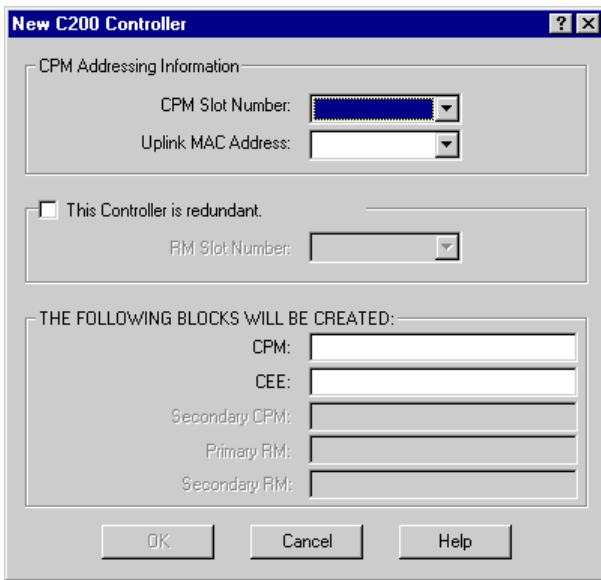 New C200 Controller
CPM Addressing Information
CPM Slot Number:
Uplink MAC Address:
This Controller is redundant.
RM Slot Number:
THE FOLLOWING BLOCKS WILL BE CREATED:
CPM:
CEE:
Secondary CPM:
Primary RM:
Secondary RM:
OK Cancel Help